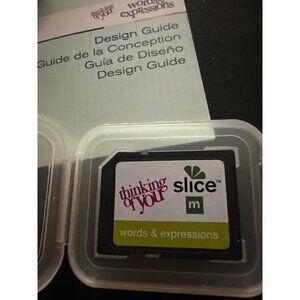 thinking of you
words & expressions
Design Guide
Guide de la Conception
Guía de Diseño
Design Guide
thinking of you
slice™
m
words & expressions